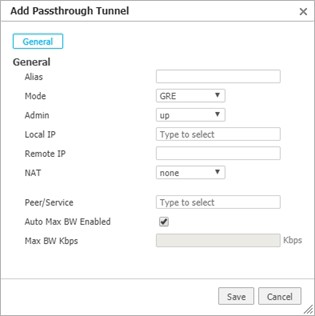 Add Passthrough Tunnel
General
General
Alias
Mode GRE
Admin up
Local IP Type to select
Remote IP
NAT none
Peer/Service Type to select
Auto Max BW Enabled
Max BW Kbps Kbps
Save Cancel